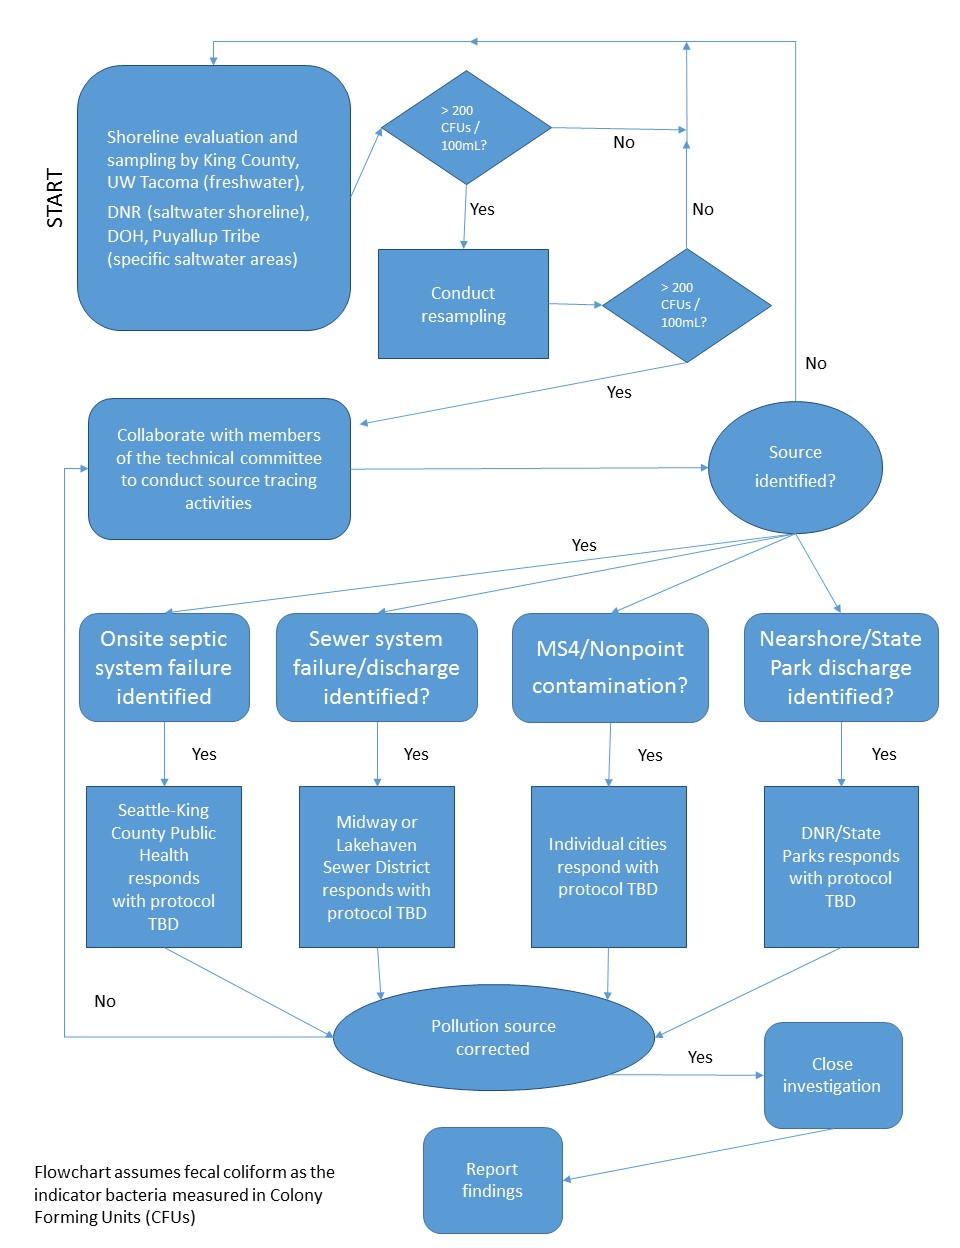 START
Shoreline evaluation and
sampling by King County,
UW Tacoma (freshwater),
DNR (saltwater shoreline),
DOH, Puyallup Tribe
(specific saltwater areas)
> 200
CFUs /
100mL?
No
Yes
Conduct
resampling
> 200
CFUs /
100mL?
No
Yes
Collaborate with members
of the technical committee
to conduct source tracing
activities
Source
identified?
No
Yes
Onsite septic
system failure
identified
Sewer system
failure/discharge
identified?
MS4/Nonpoint
contamination?
Nearshore/State
Park discharge
identified?
Yes
Yes
Yes
Yes
Seattle-King
County Public
Health
responds
with protocol
TBD
Midway or
Lakehaven
Sewer District
responds with
protocol TBD
Individual cities
respond with
protocol TBD
DNR/State
Parks responds
with protocol
TBD
No
Pollution source
corrected
Yes
Close
investigation
Report
findings
Flowchart assumes fecal coliform as the
indicator bacteria measured in Colony
Forming Units (CFUs)